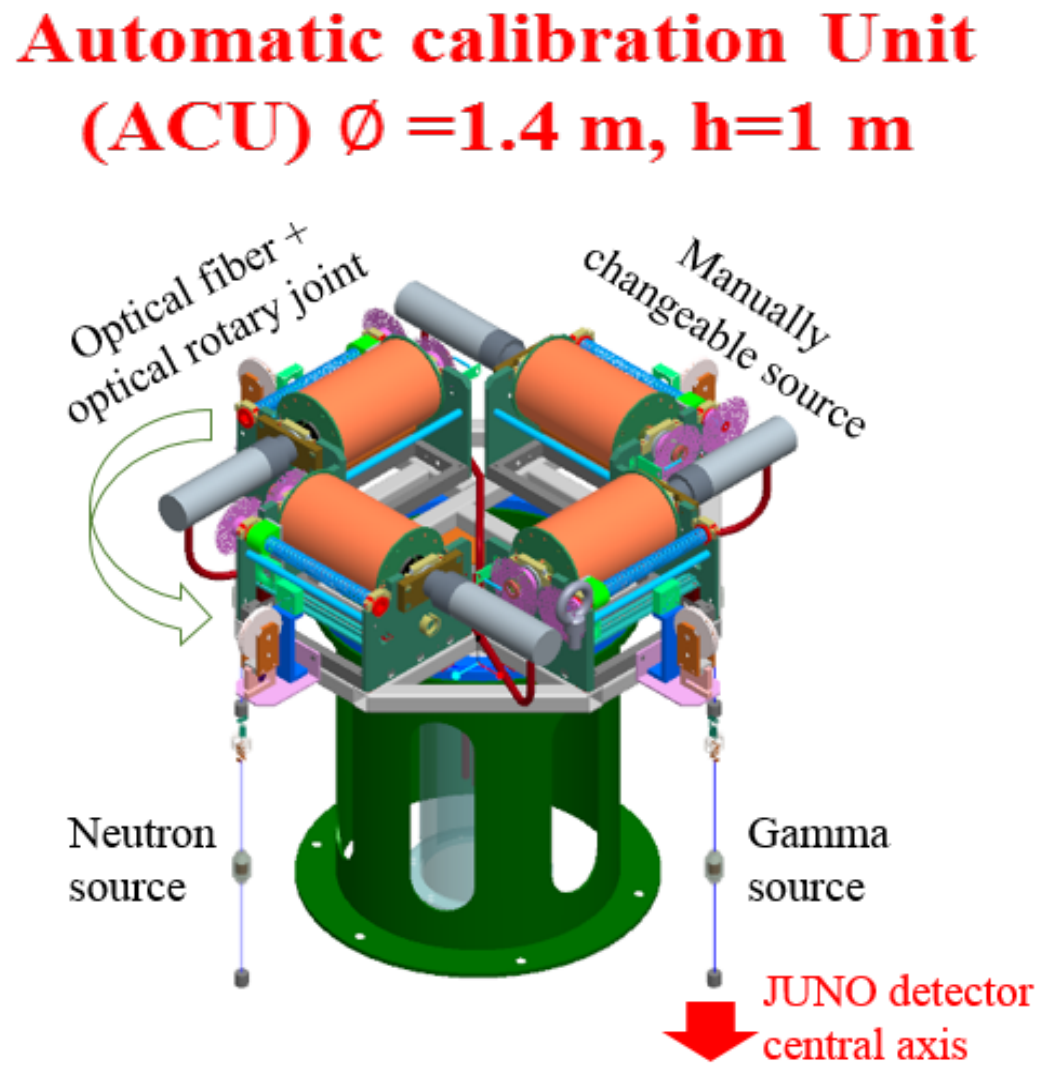 Automatic calibration Unit
(ACU) ∅ =1.4 m, h=1 m
Optical fiber +
optical rotary joint
Manually
changeable source
Neutron
source
Gamma
source
JUNO detector
central axis